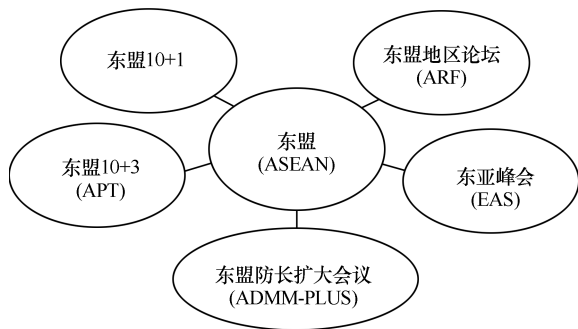 东盟10+1
东盟地区论坛
(ARF)
东盟
(ASEAN)
东盟10+3
(APT)
东亚峰会
(EAS)
东盟防长扩大会议
(ADMM-PLUS)